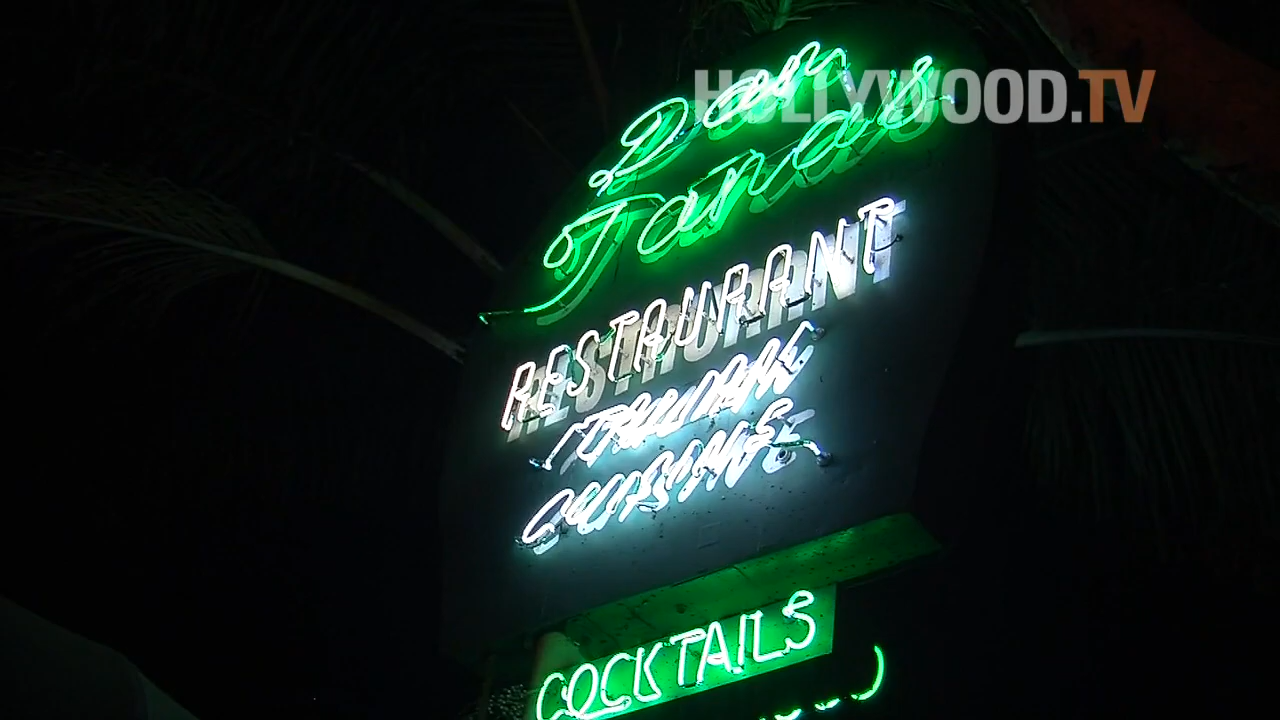 HOLLYWOOD.TV
Dan
Tana's
RESTAURANT
ITALIAN
CUISINE
COCKTAILS